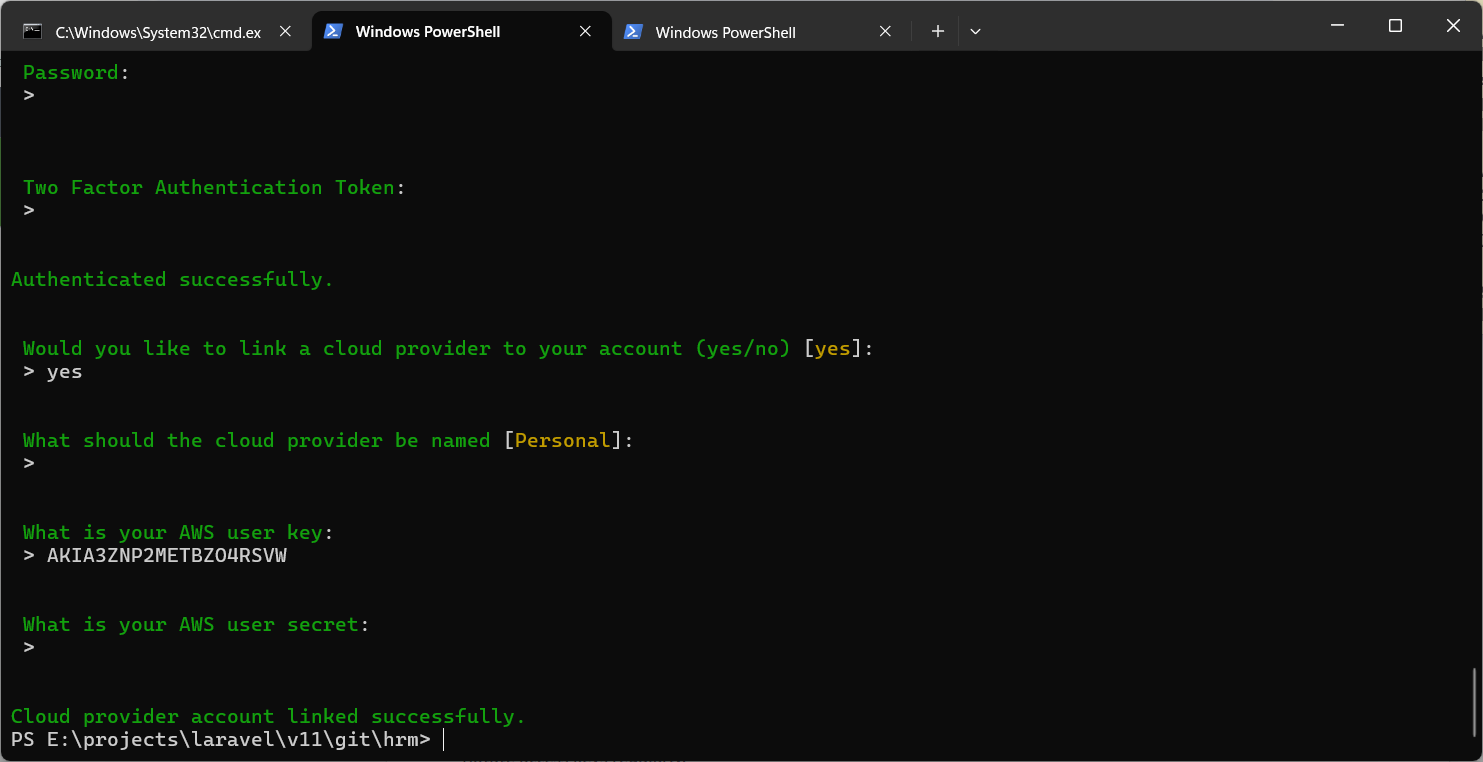 C:\Windows\System32\cmd.ex
Windows PowerShell
Windows PowerShell
Password:
>
Two Factor Authentication Token:
>
Authenticated successfully.
Would you like to link a cloud provider to your account (yes/no) [yes]:
> yes
What should the cloud provider be named [Personal]:
>
What is your AWS user key:
> AKIA3ZNP2METBZO4RSVW
What is your AWS user secret:
>
Cloud provider account linked successfully.
PS E:\projects\laravel\v11\git\hrm>